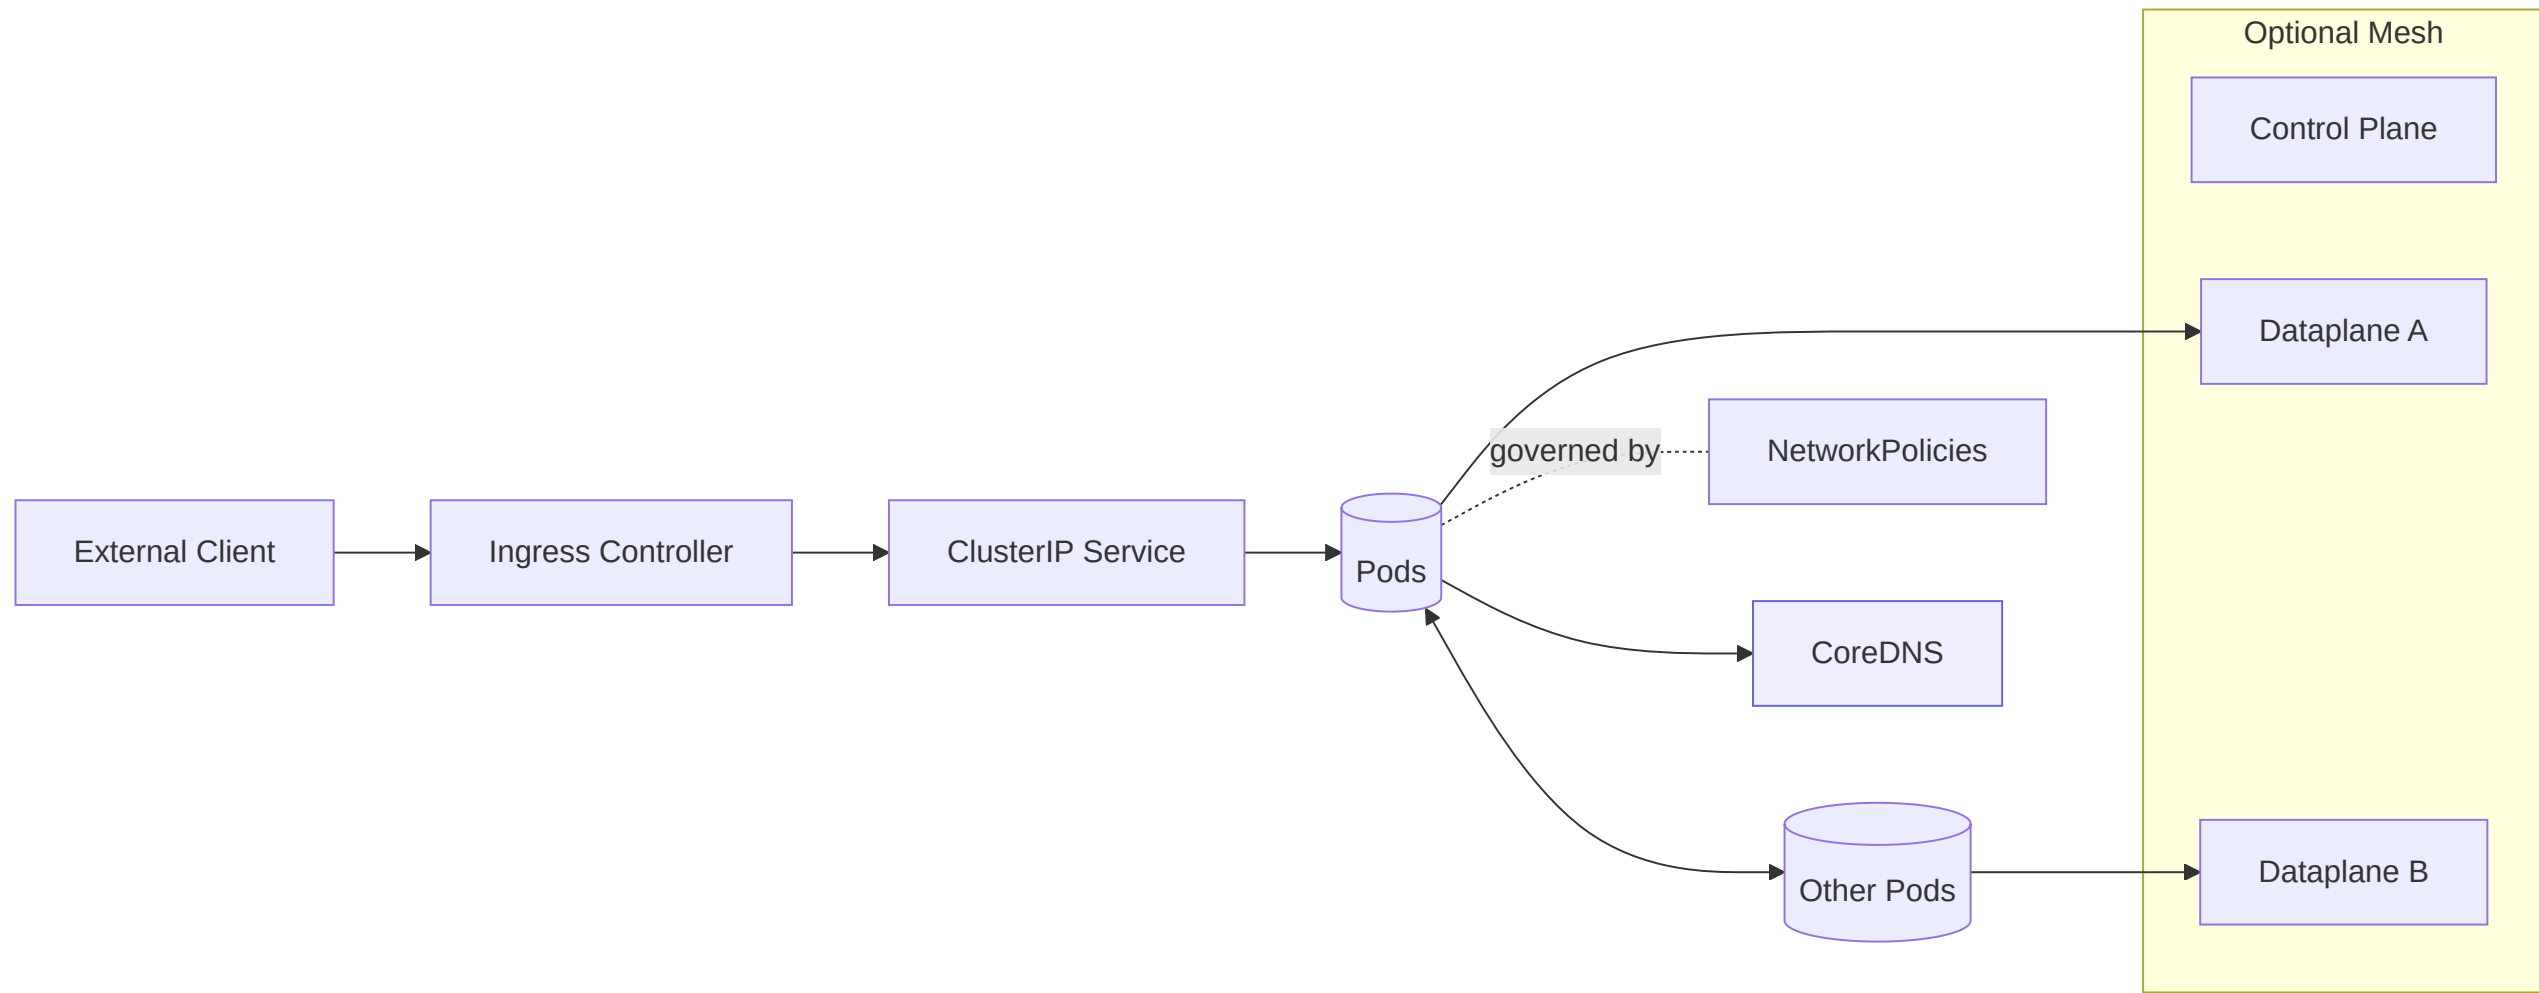 Optional Mesh
Control Plane
Dataplane A
governed by
NetworkPolicies
External Client
Ingress Controller
ClusterIP Service
Pods
CoreDNS
Other Pods
Dataplane B